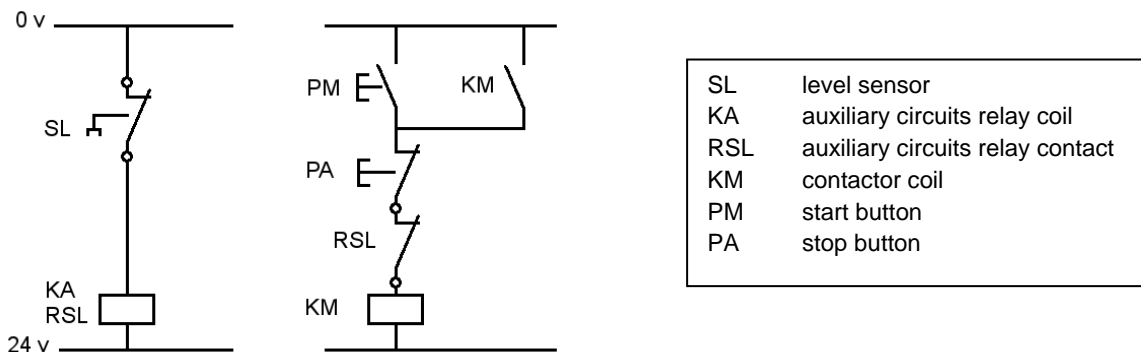 0 v
SL
KA
RSL
24 v
PM
KM
PA
RSL
KM
SL level sensor
KA auxiliary circuits relay coil
RSL auxiliary circuits relay contact
KM contactor coil
PM start button
PA stop button